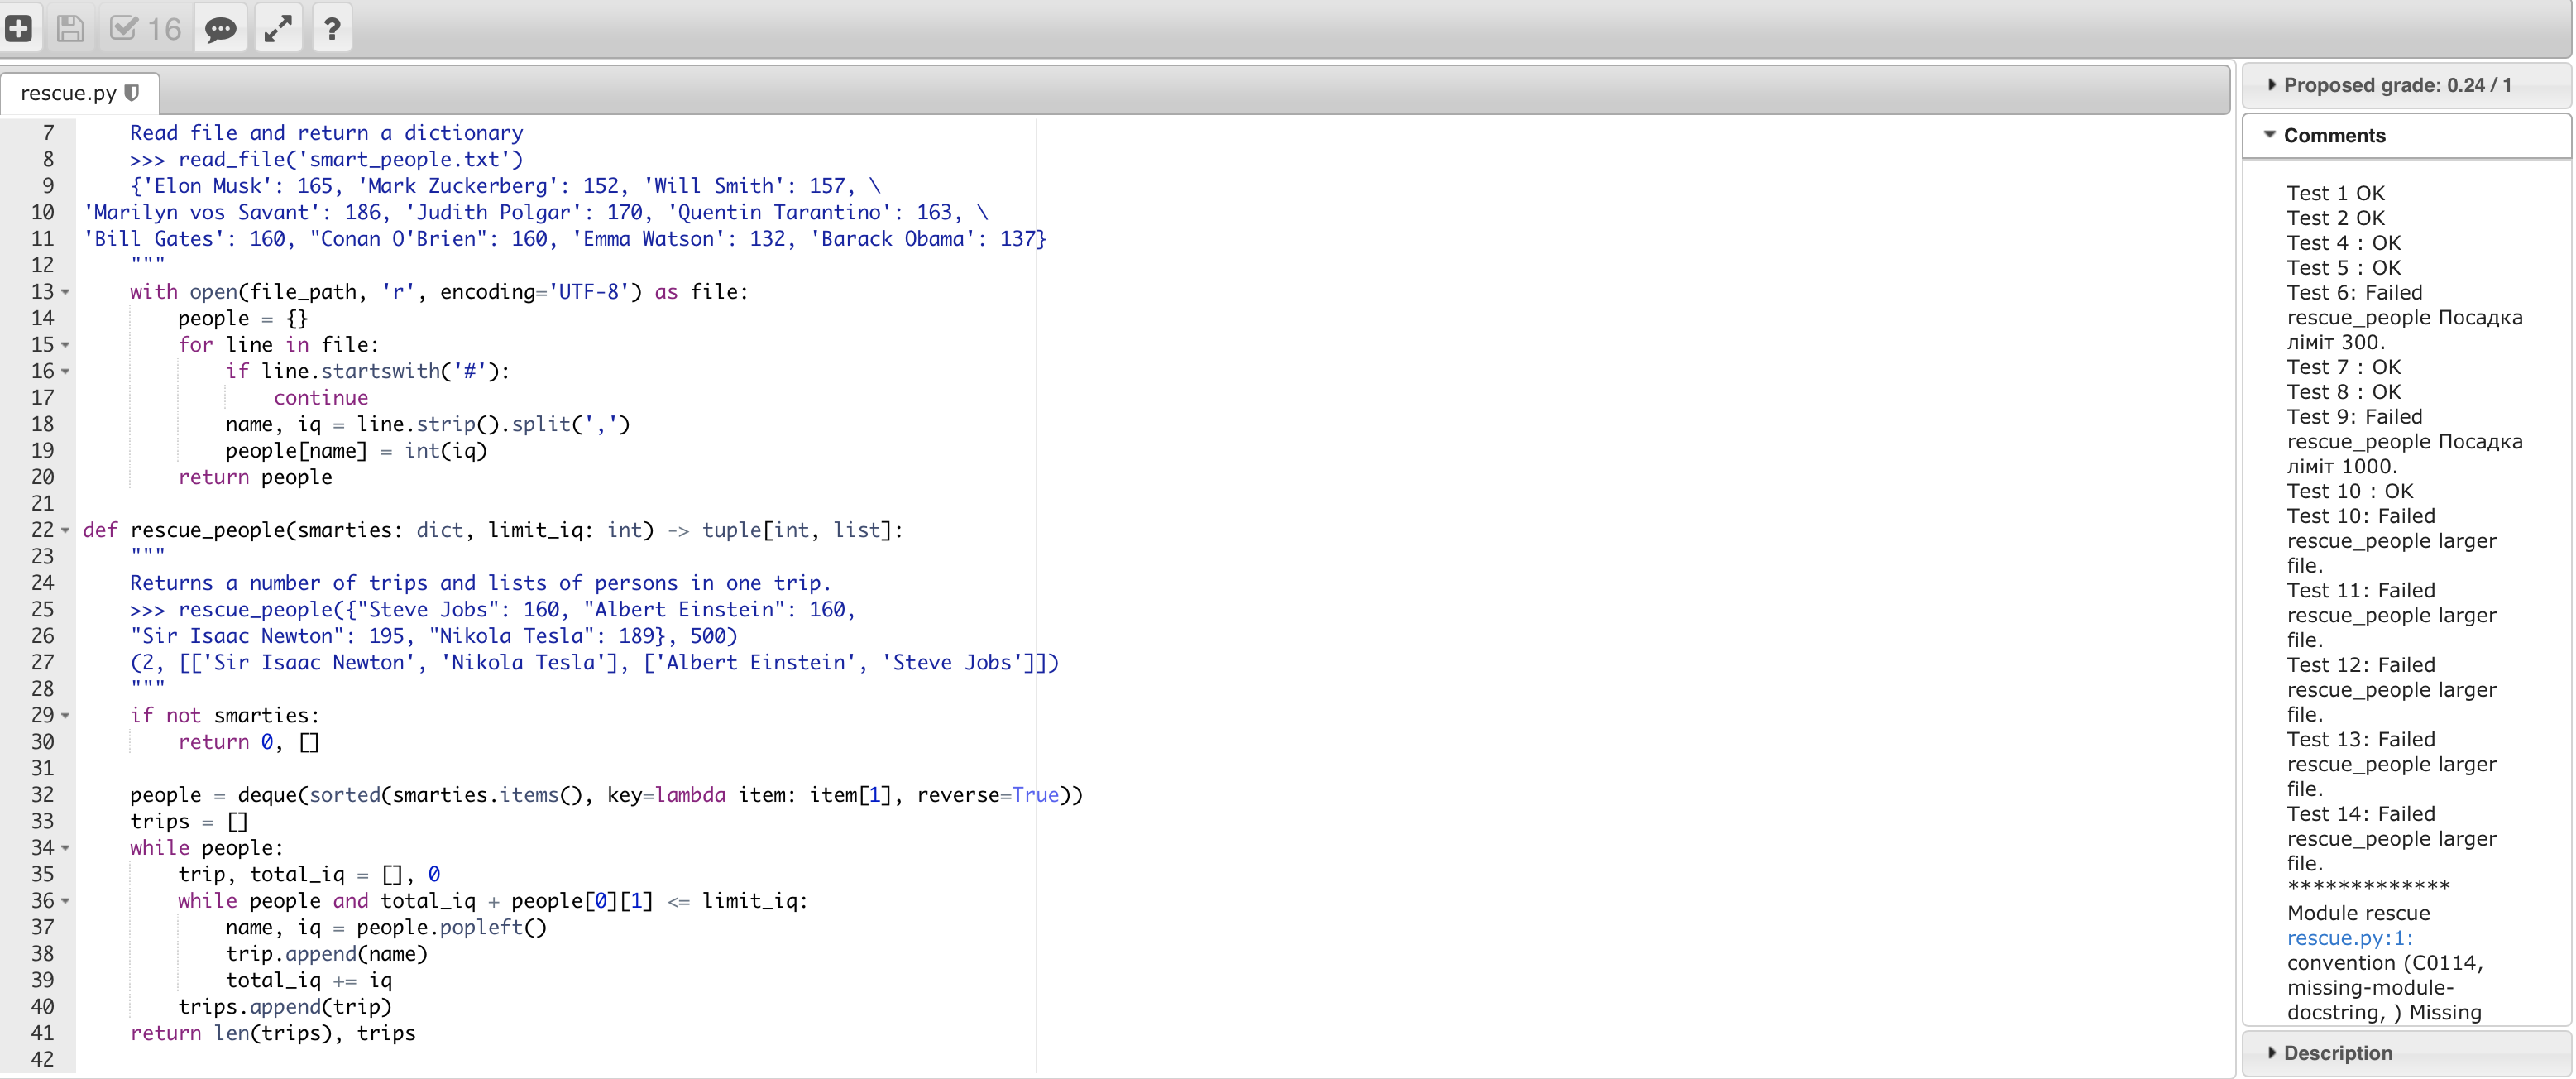 16
rescue.py
7 Read file and return a dictionary
8 >>> read_file('smart_people.txt')
9 {'Elon Musk': 165, 'Mark Zuckerberg': 152, 'Will Smith': 157, \
10 'Marilyn vos Savant': 186, 'Judith Polgar': 170, 'Quentin Tarantino': 163, \
11 'Bill Gates': 160, "Conan O'Brien": 160, 'Emma Watson': 132, 'Barack Obama': 137}
12 """
13 with open(file_path, 'r', encoding='UTF-8') as file:
14 people = {}
15 for line in file:
16 if line.startswith('#'):
17 continue
18 name, iq = line.strip().split(',')
19 people[name] = int(iq)
20 return people
21
22 def rescue_people(smarties: dict, limit_iq: int) -> tuple[int, list]:
23 """
24 Returns a number of trips and lists of persons in one trip.
25 >>> rescue_people({"Steve Jobs": 160, "Albert Einstein": 160,
26 "Sir Isaac Newton": 195, "Nikola Tesla": 189}, 500)
27 (2, [['Sir Isaac Newton', 'Nikola Tesla'], ['Albert Einstein', 'Steve Jobs']])
28 """
29 if not smarties:
30 return 0, []
31
32 people = deque(sorted(smarties.items(), key=lambda item: item[1], reverse=True))
33 trips = []
34 while people:
35 trip, total_iq = [], 0
36 while people and total_iq + people[0][1] <= limit_iq:
37 name, iq = people.popleft()
38 trip.append(name)
39 total_iq += iq
40 trips.append(trip)
41 return len(trips), trips
42
Proposed grade: 0.24 / 1
Comments
Test 1 OK
Test 2 OK
Test 4 : OK
Test 5 : OK
Test 6: Failed
rescue_people Посадка
ліміт 300.
Test 7 : OK
Test 8 : OK
Test 9: Failed
rescue_people Посадка
ліміт 1000.
Test 10 : OK
Test 10: Failed
rescue_people larger
file.
Test 11: Failed
rescue_people larger
file.
Test 12: Failed
rescue_people larger
file.
Test 13: Failed
rescue_people larger
file.
Test 14: Failed
rescue_people larger
file.
*************
Module rescue
rescue.py:1:
convention (C0114,
missing-module-
docstring, ) Missing
Description